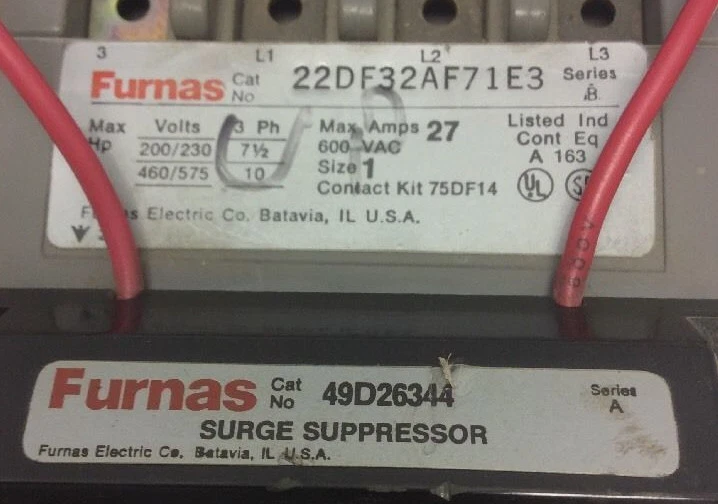 3 L1 L2 L3
Furnas Cat No 22DF32AF71E3 Series B
Max Hp Volts 3 Ph
200/230 7½
460/575 10
Max Amps 27
600 VAC
Size 1
Contact Kit 75DF14
Listed Ind
Cont Eq
A 163
UL
Electric Co. Batavia, IL U.S.A.
600V
Furnas Cat No 49D26344 Series A
SURGE SUPPRESSOR
Furnas Electric Co. Batavia, IL U.S.A.